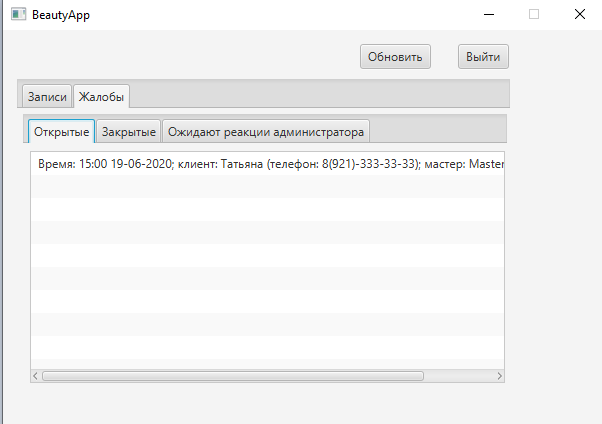 BeautyApp
Обновить
Выйти
Записи
Жалобы
Открытые
Закрытые
Ожидают реакции администратора
Время: 15:00 19-06-2020; клиент: Татьяна (телефон: 8(921)-333-33-33); мастер: Master